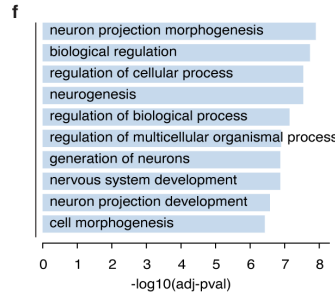 f
neuron projection morphogenesis
biological regulation
regulation of cellular process
neurogenesis
regulation of biological process
regulation of multicellular organismal process
generation of neurons
nervous system development
neuron projection development
cell morphogenesis
0 1 2 3 4 5 6 7 8
-log10(adj-pval)